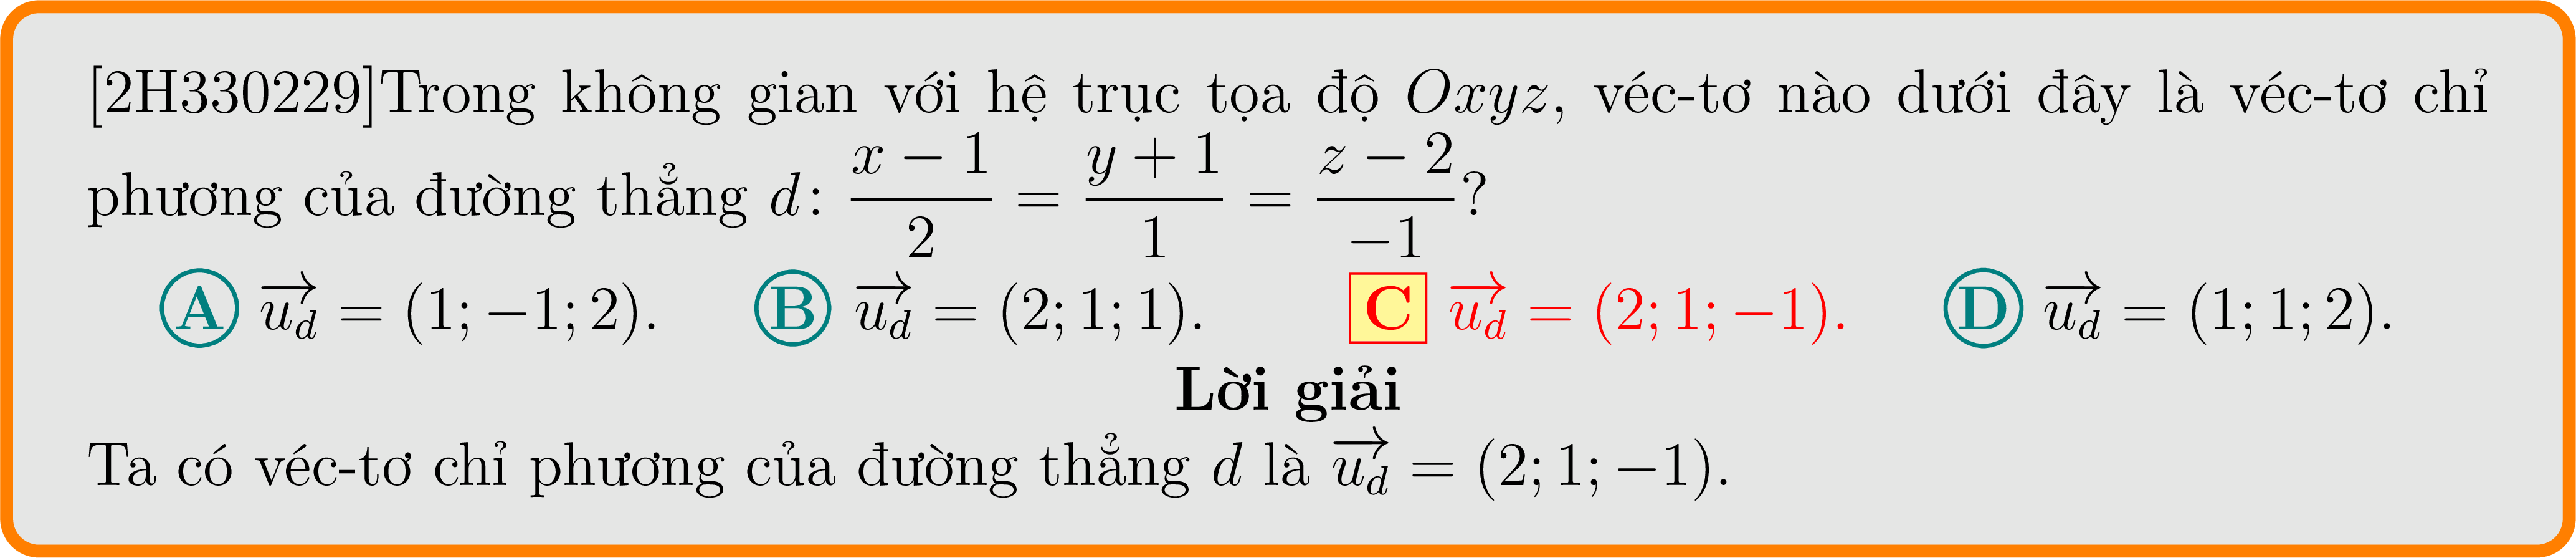 [2H330229]Trong không gian với hệ trục tọa độ $Oxyz$, véc-tơ nào dưới đây là véc-tơ chỉ
phương của đường thẳng $d\colon \dfrac{x-1}{2} = \dfrac{y+1}{1} = \dfrac{z-2}{-1}$?
A $\overrightarrow{u_d} = (1; -1; 2)$. B $\overrightarrow{u_d} = (2; 1; 1)$. C $\overrightarrow{u_d} = (2; 1; -1)$. D $\overrightarrow{u_d} = (1; 1; 2)$.
Lời giải
Ta có véc-tơ chỉ phương của đường thẳng $d$ là $\overrightarrow{u_d} = (2; 1; -1)$.